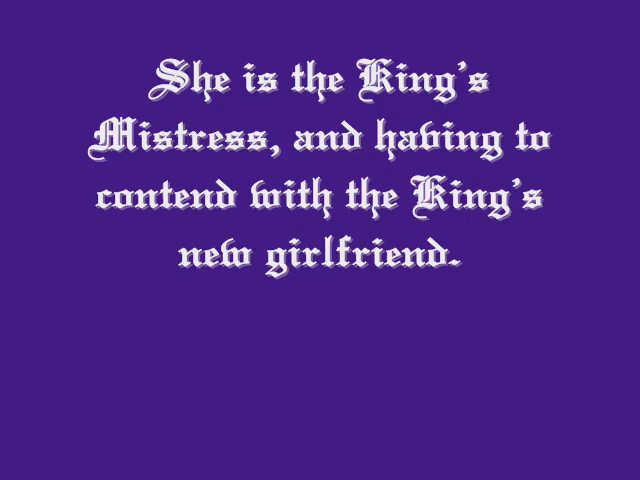 She is the King's
Mistress, and having to
contend with the King's
new girlfriend.